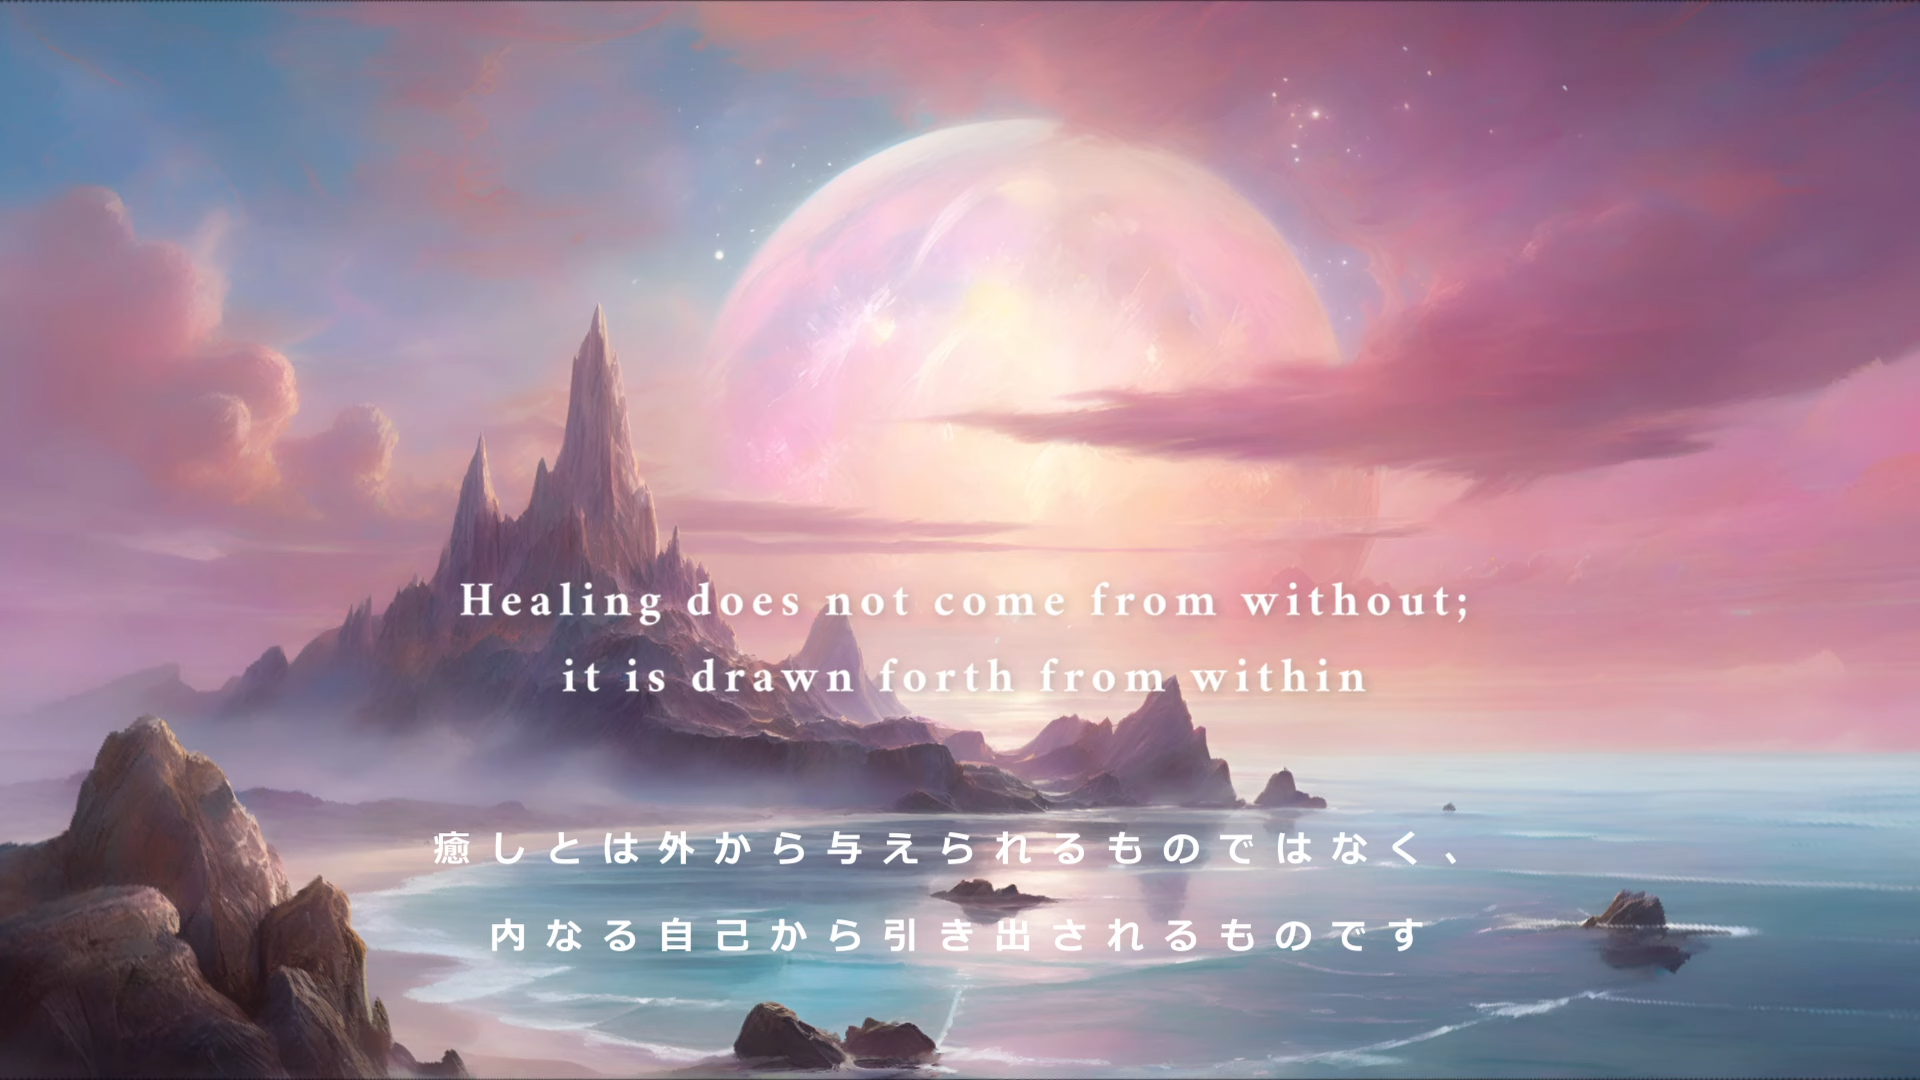 Healing does not come from without;
it is drawn forth from within
癒しとは外から与えられるものではなく、
内なる自己から引き出されるものです